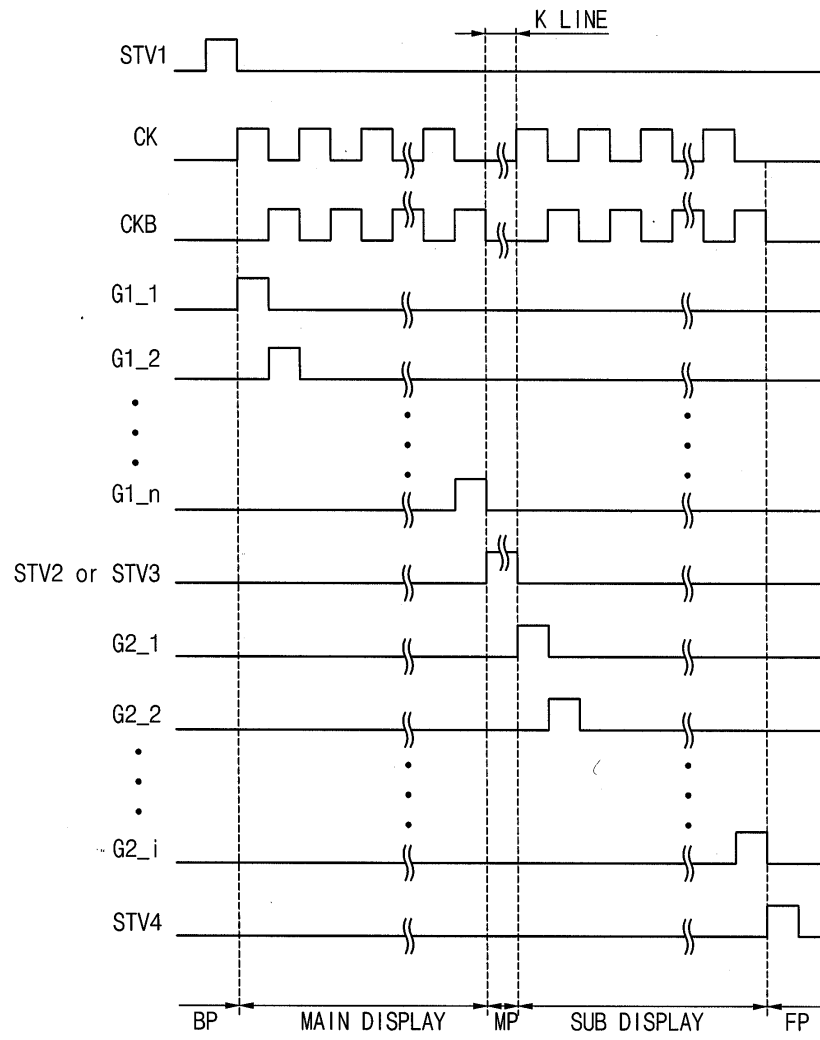 K LINE
STV1
CK
CKB
G1_1
G1_2
G1_n
STV2 or STV3
G2_1
G2_2
G2_i
STV4
BP MAIN DISPLAY MP SUB DISPLAY FP